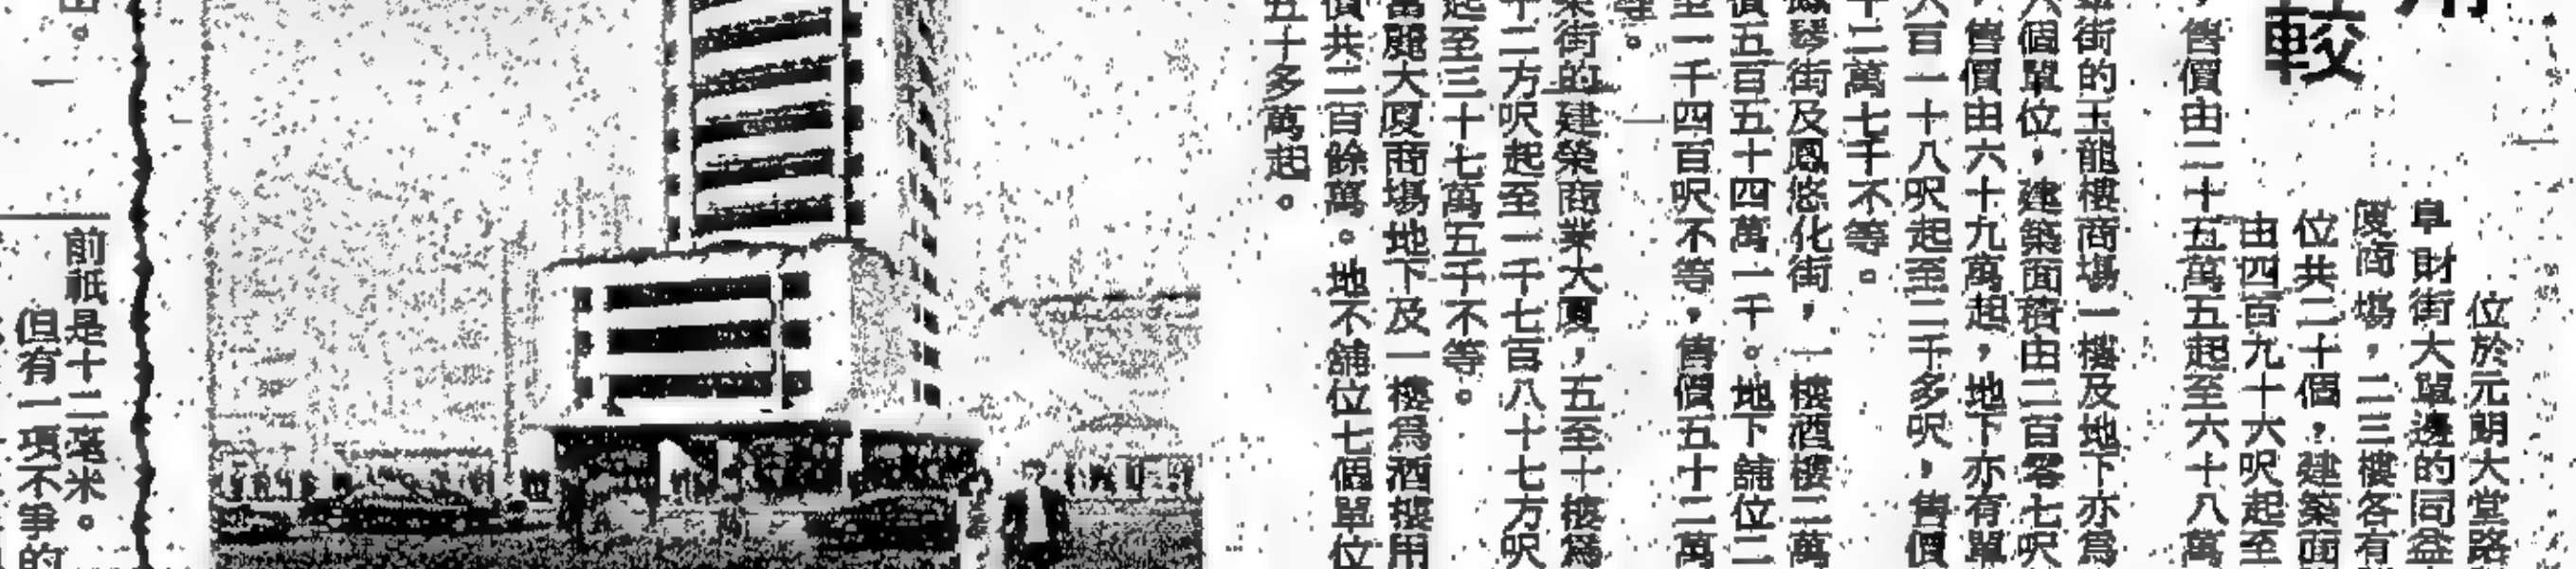 較
位於元朗大堂路
阜財街大單邊的同益
廈商場，二三樓各有
位共二十個，建築面
由四百九十六呢起至
，售價由二十五萬五起至六十八萬
街的玉龍樓商場一樓及地下亦爲
六個單位，建築面積由二百零七呎
，售價由六十九萬起，地下亦有單
六百一十八呎起至二千多呎，售價
十二萬七千不等。
鳳琴街及鳳悠化街，一樓酒樓二萬
價五百五十四萬一千。地下舖位二
至一千四百呎不等，售價五十二萬
。
業街的建榮商業大廈，五至十樓爲
十二方呎起至一千七百八十七方呎
起至三十七萬五千不等。
萬麗大廈商場地下及一樓爲酒樓用
價共二百餘萬。地不舖位七個單位
五十多萬起。
由。
前祇是十二毫米。
但有一項不爭的